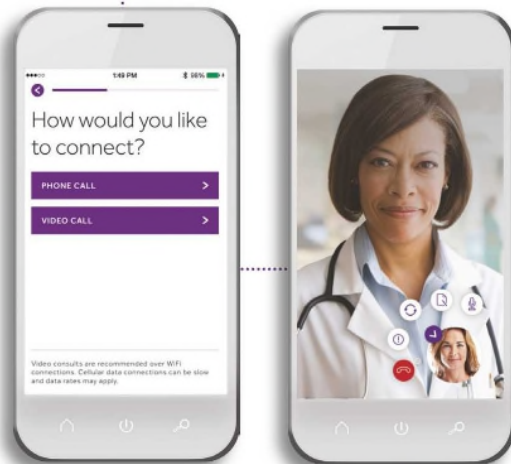 1:49 PM
98%
How would you like
to connect?
PHONE CALL
VIDEO CALL
Video consults are recommended over WiFi
connections. Cellular data connections can be slow
and data rates may apply.